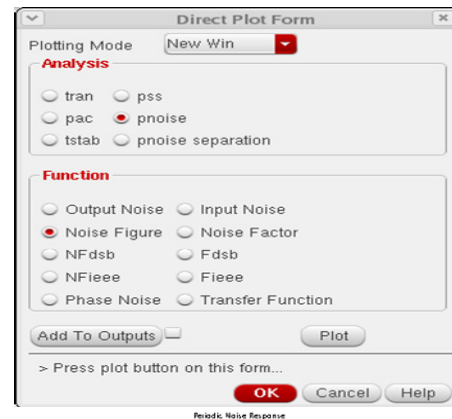 Direct Plot Form
Plotting Mode New Win
Analysis
tran pss
pac pnoise
tstab pnoise separation
Function
Output Noise Input Noise
Noise Figure Noise Factor
NFdsb Fdsb
NFieee Fieee
Phase Noise Transfer Function
Add To Outputs Plot
> Press plot button on this form...
OK Cancel Help
Periodic Noise Response